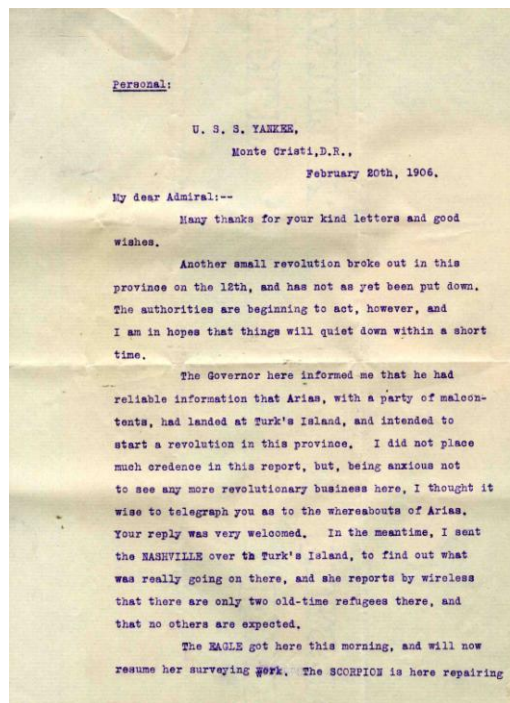 Personal:
U. S. S. YANKEE,
Monte Cristi,D.R.,
February 20th, 1906.
My dear Admiral:--
Many thanks for your kind letters and good
wishes.
Another small revolution broke out in this
province on the 12th, and has not as yet been put down.
The authorities are beginning to act, however, and
I am in hopes that things will quiet down within a short
time.
The Governor here informed me that he had
reliable information that Arias, with a party of malcon-
tents, had landed at Turk's Island, and intended to
start a revolution in this province. I did not place
much credence in this report, but, being anxious not
to see any more revolutionary business here, I thought it
wise to telegraph you as to the whereabouts of Arias.
Your reply was very welcomed. In the meantime, I sent
the NASHVILLE over to Turk's Island, to find out what
was really going on there, and she reports by wireless
that there are only two old-time refugees there, and
that no others are expected.
The EAGLE got here this morning, and will now
resume her surveying work. The SCORPION is here repairing